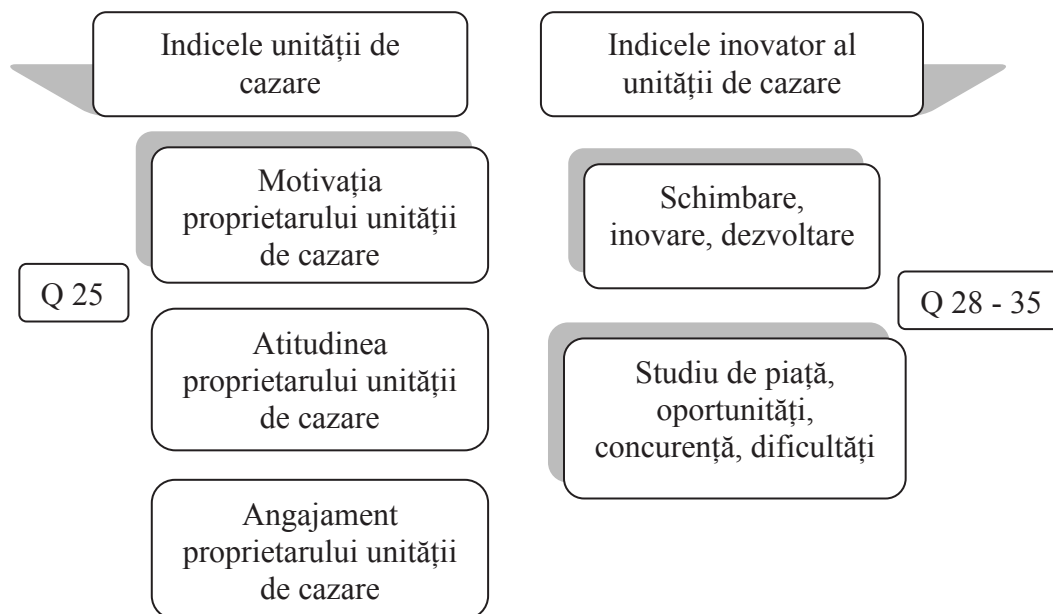 Indicele unității de
cazare
Motivația
proprietarului unității
de cazare
Q 25
Atitudinea
proprietarului unității
de cazare
Angajament
proprietarului unității
de cazare
Indicele inovator al
unității de cazare
Schimbare,
inovare, dezvoltare
Q 28 - 35
Studiu de piață,
oportunități,
concurență, dificultăți